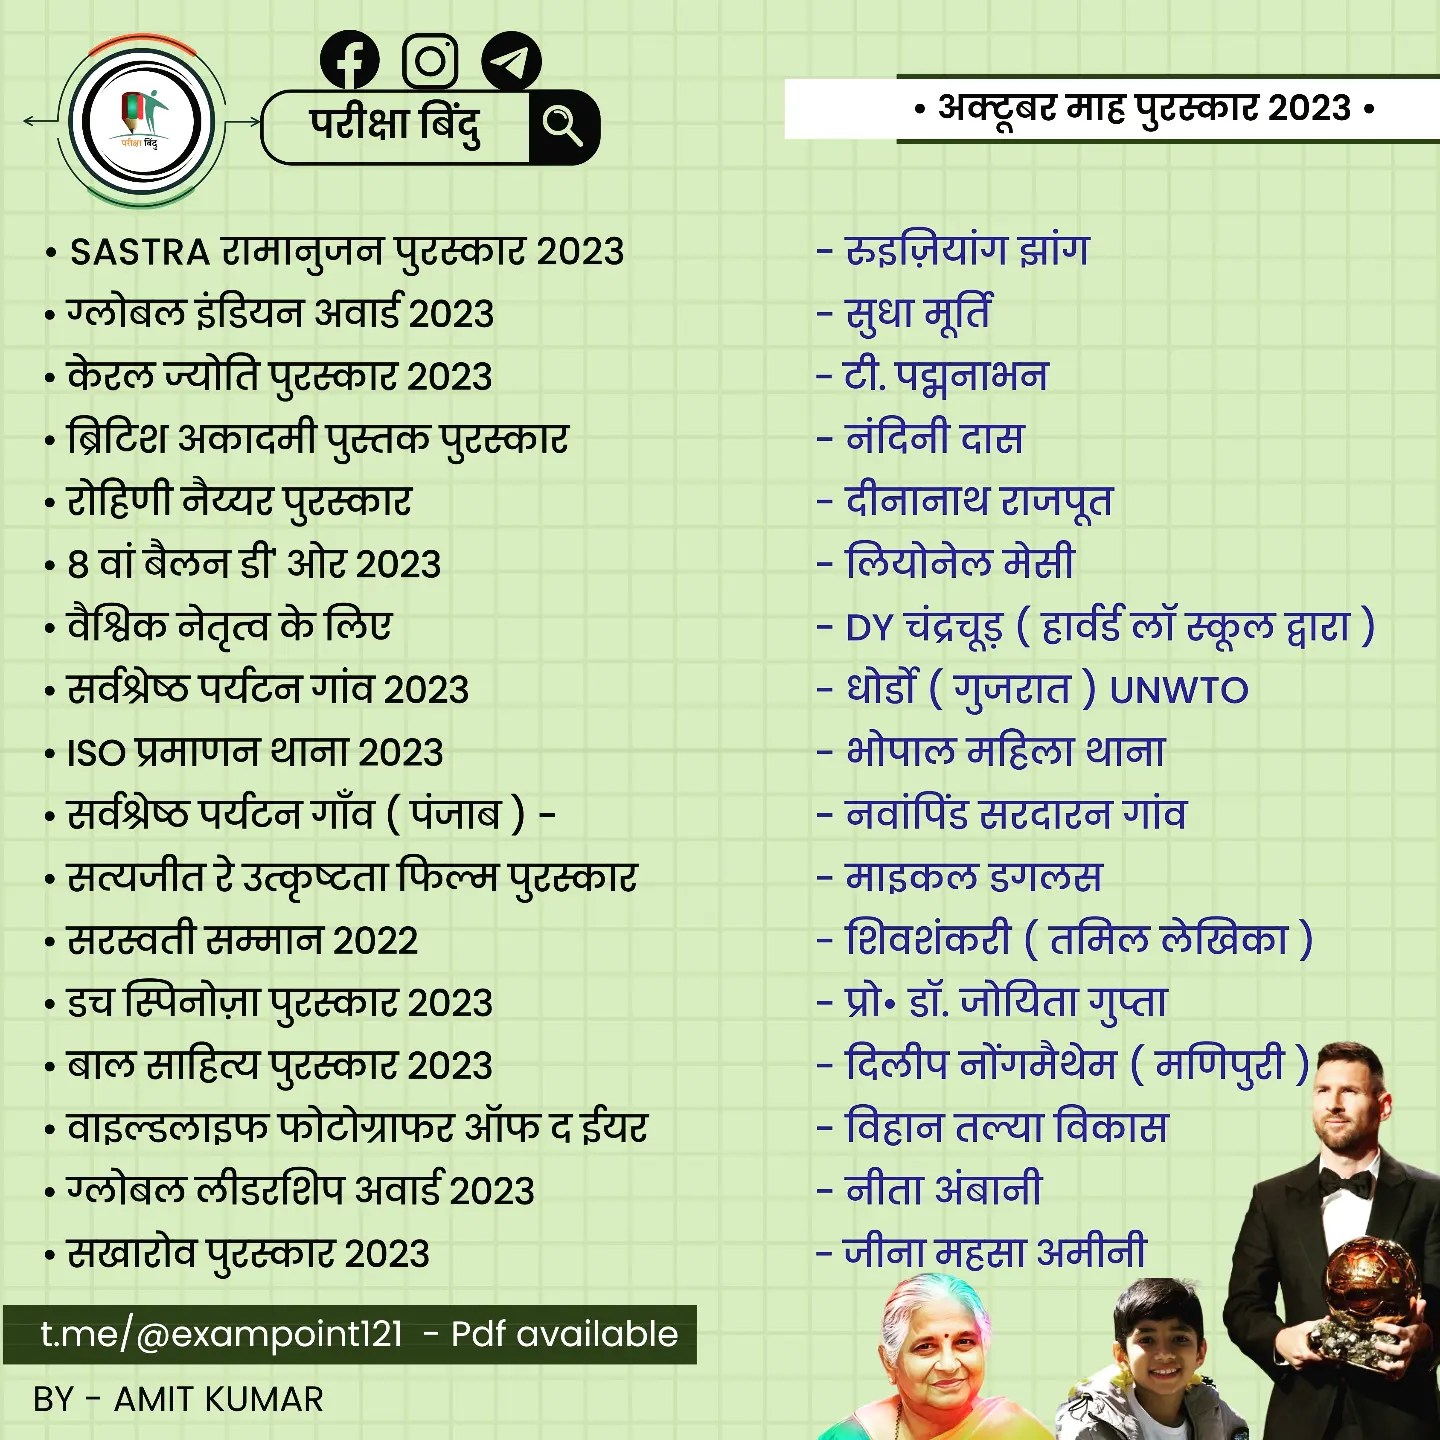 परीक्षा बिंदु
परीक्षा बिंदु
• अक्टूबर माह पुरस्कार 2023 •
• SASTRA रामानुजन पुरस्कार 2023 - रुइज़ियांग झांग
• ग्लोबल इंडियन अवार्ड 2023 - सुधा मूर्ति
• केरल ज्योति पुरस्कार 2023 - टी. पद्मनाभन
• ब्रिटिश अकादमी पुस्तक पुरस्कार - नंदिनी दास
• रोहिणी नैय्यर पुरस्कार - दीनानाथ राजपूत
• 8 वां बैलन डी' ओर 2023 - लियोनेल मेसी
• वैश्विक नेतृत्व के लिए - DY चंद्रचूड़ ( हार्वर्ड लॉ स्कूल द्वारा )
• सर्वश्रेष्ठ पर्यटन गांव 2023 - धोर्डो ( गुजरात ) UNWTO
• ISO प्रमाणन थाना 2023 - भोपाल महिला थाना
• सर्वश्रेष्ठ पर्यटन गाँव ( पंजाब ) - - नवांपिंड सरदारन गांव
• सत्यजीत रे उत्कृष्टता फिल्म पुरस्कार - माइकल डगलस
• सरस्वती सम्मान 2022 - शिवशंकरी ( तमिल लेखिका )
• डच स्पिनोज़ा पुरस्कार 2023 - प्रो• डॉ. जोयिता गुप्ता
• बाल साहित्य पुरस्कार 2023 - दिलीप नोंगमैथेम ( मणिपुरी )
• वाइल्डलाइफ फोटोग्राफर ऑफ द ईयर - विहान तल्या विकास
• ग्लोबल लीडरशिप अवार्ड 2023 - नीता अंबानी
• सखारोव पुरस्कार 2023 - जीना महसा अमीनी
t.me/@exampoint121 - Pdf available
BY - AMIT KUMAR